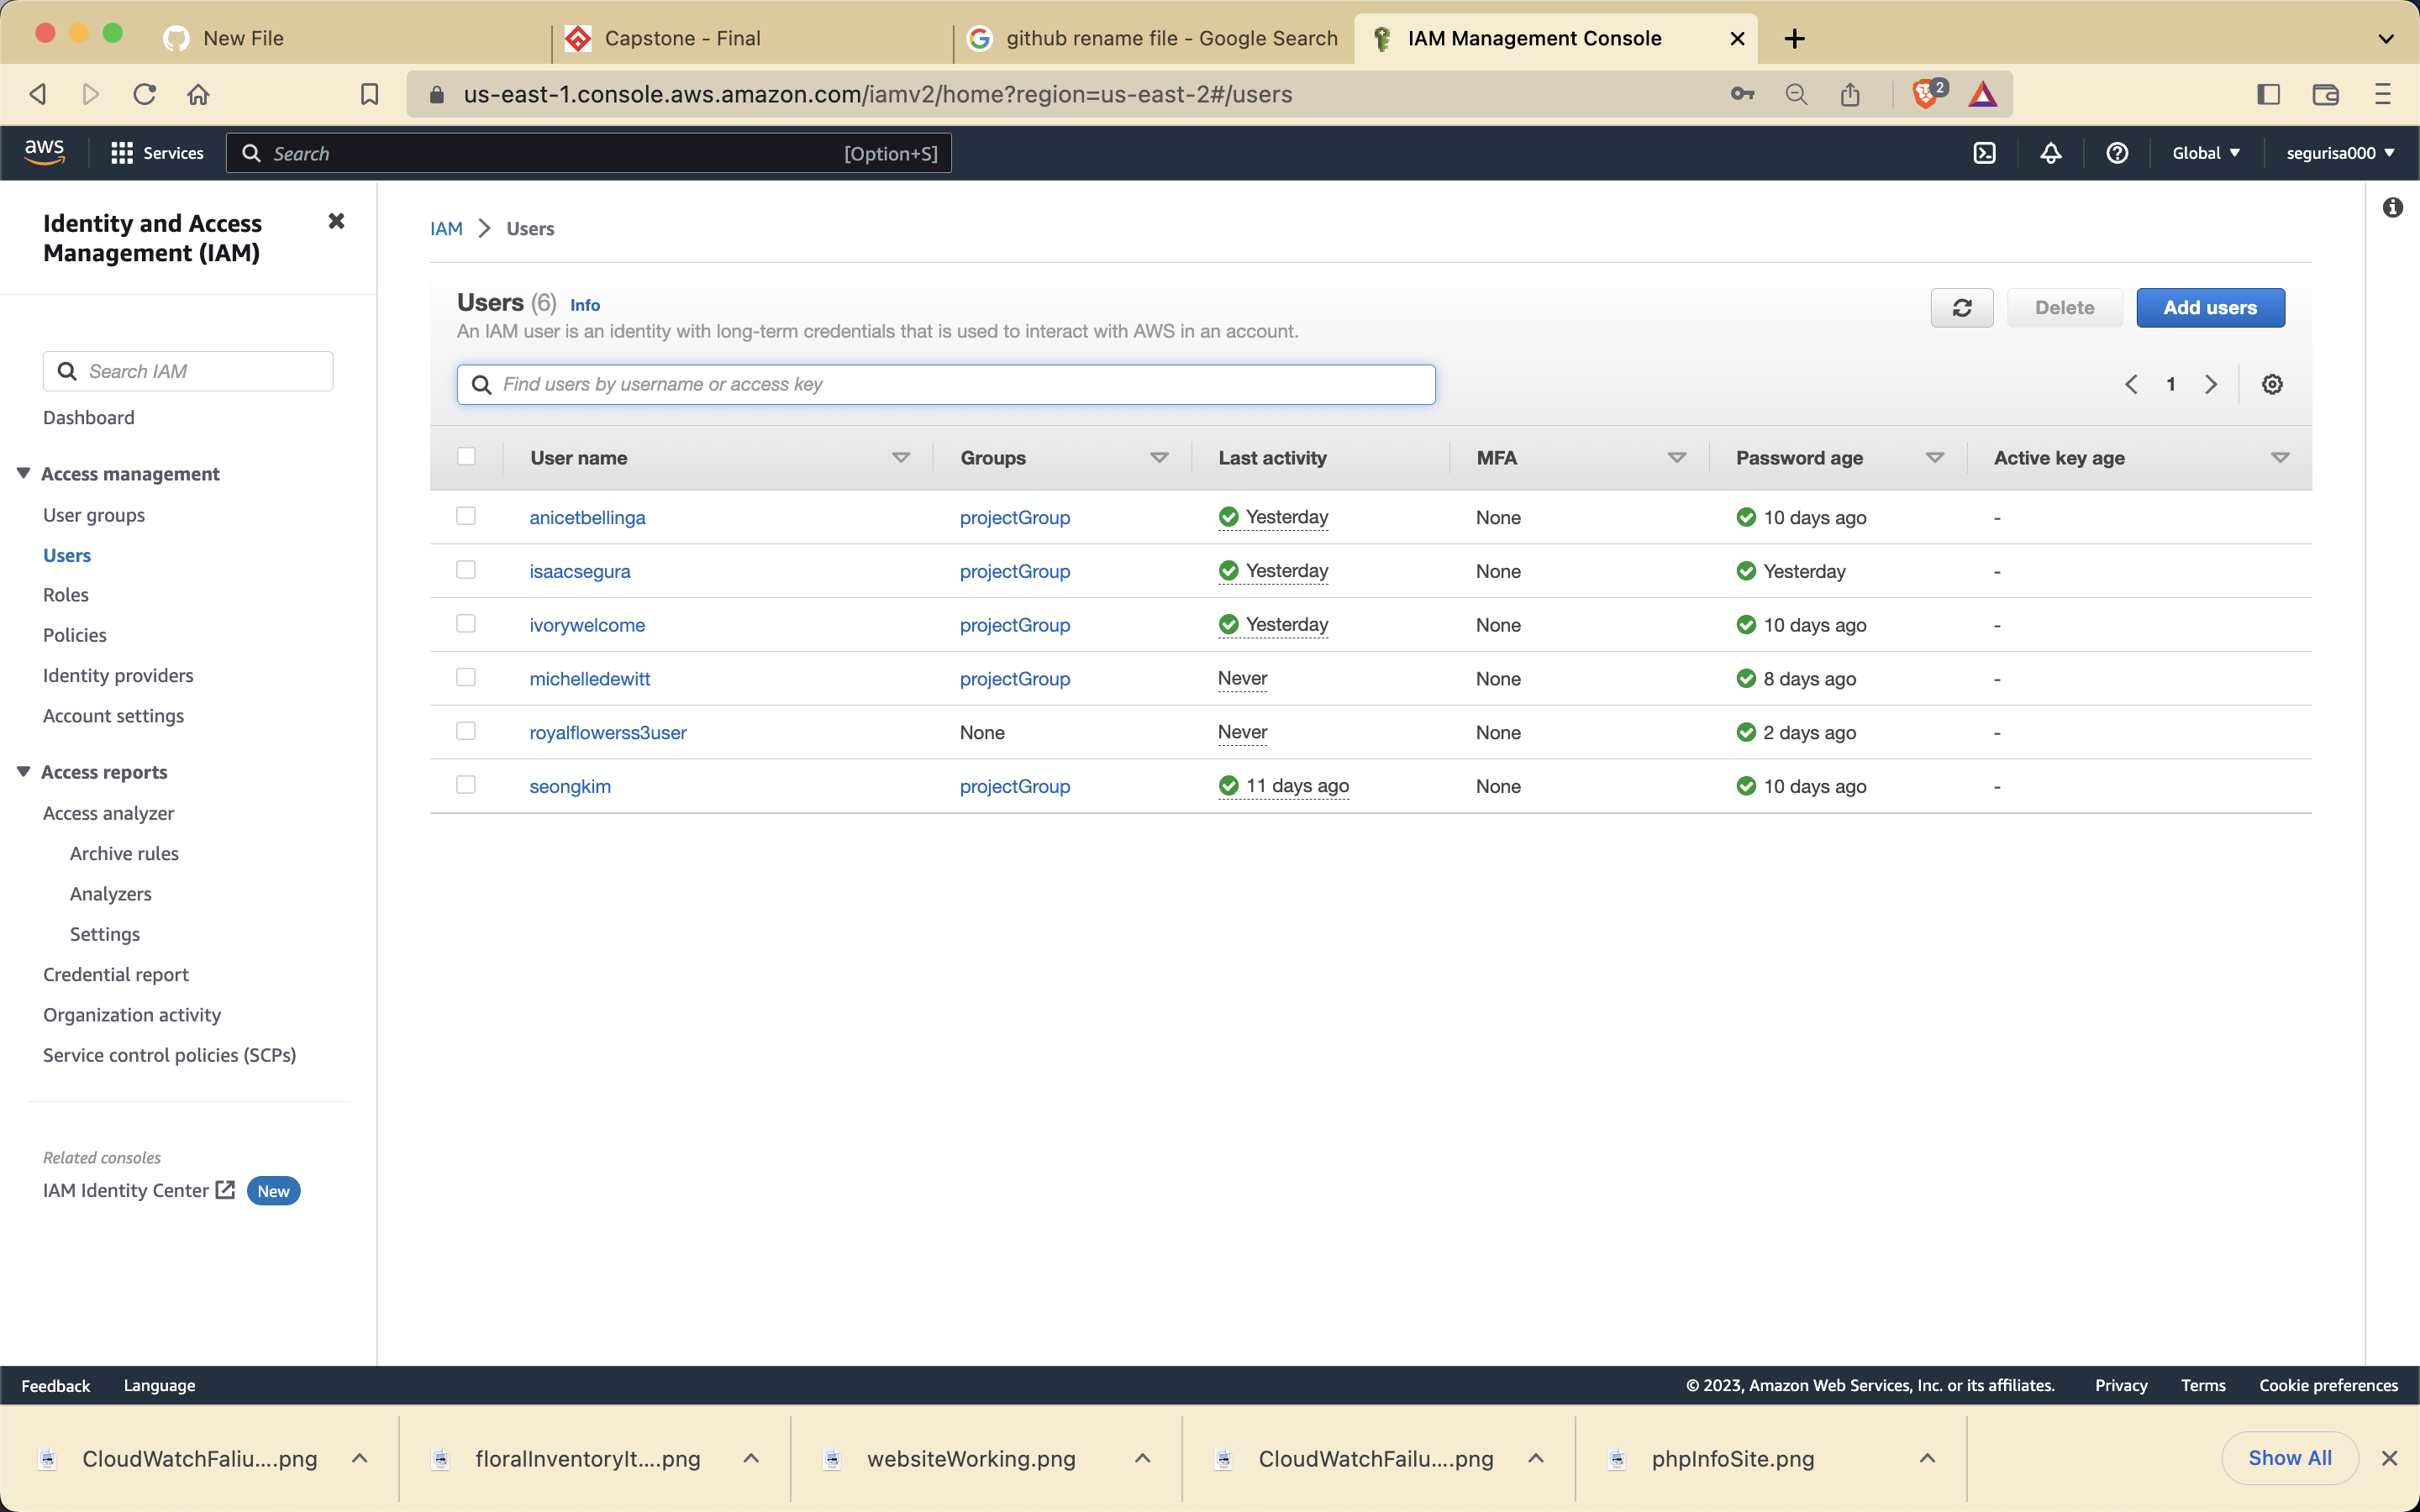 New File
Capstone - Final
github rename file - Google Search
IAM Management Console
us-east-1.console.aws.amazon.com/iamv2/home?region=us-east-2#/users
2
aws
Services
Search
[Option+S]
Global
segurisa000
Identity and Access
Management (IAM)
Search IAM
Dashboard
Access management
User groups
Users
Roles
Policies
Identity providers
Account settings
Access reports
Access analyzer
Archive rules
Analyzers
Settings
Credential report
Organization activity
Service control policies (SCPs)
Related consoles
IAM Identity Center
New
IAM > Users
Users (6) Info
An IAM user is an identity with long-term credentials that is used to interact with AWS in an account.
Delete
Add users
Find users by username or access key
1
User name Groups Last activity MFA Password age Active key age
anicetbellinga projectGroup Yesterday None 10 days ago -
isaacsegura projectGroup Yesterday None Yesterday -
ivorywelcome projectGroup Yesterday None 10 days ago -
michelledewitt projectGroup Never None 8 days ago -
royalflowerss3user None Never None 2 days ago -
seongkim projectGroup 11 days ago None 10 days ago -
Feedback Language
© 2023, Amazon Web Services, Inc. or its affiliates. Privacy Terms Cookie preferences
CloudWatchFaliu....png
floralInventoryIt....png
websiteWorking.png
CloudWatchFailu....png
phpInfoSite.png
Show All